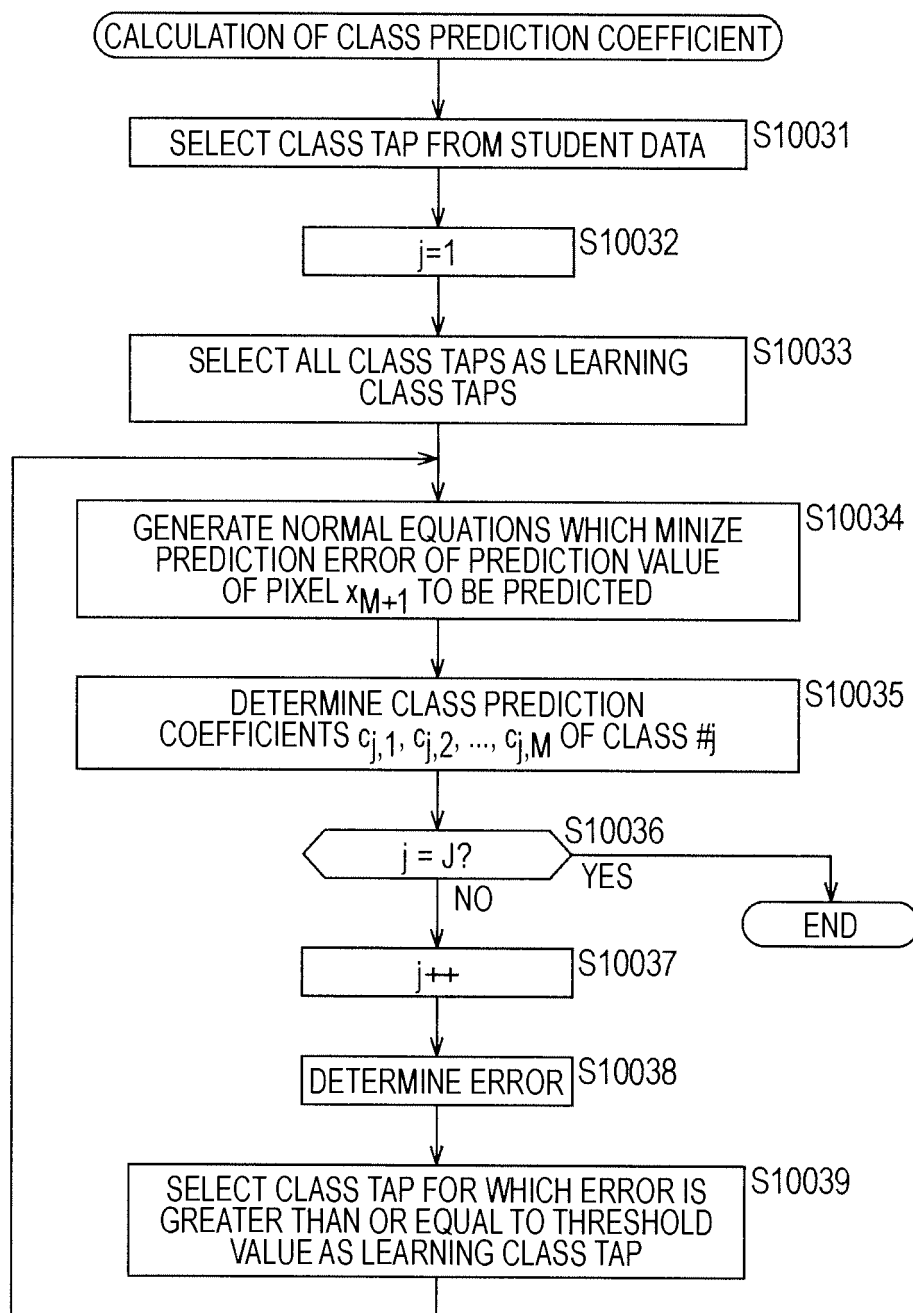 CALCULATION OF CLASS PREDICTION COEFFICIENT
SELECT CLASS TAP FROM STUDENT DATA
S10031
j=1
S10032
SELECT ALL CLASS TAPS AS LEARNING
CLASS TAPS
S10033
GENERATE NORMAL EQUATIONS WHICH MINIZE
PREDICTION ERROR OF PREDICTION VALUE
OF PIXEL xM+1 TO BE PREDICTED
S10034
DETERMINE CLASS PREDICTION
COEFFICIENTS cj,1, cj,2, ..., cj,M OF CLASS #j
S10035
j = J?
S10036
YES
NO
END
j++
S10037
DETERMINE ERROR
S10038
SELECT CLASS TAP FOR WHICH ERROR IS
GREATER THAN OR EQUAL TO THRESHOLD
VALUE AS LEARNING CLASS TAP
S10039